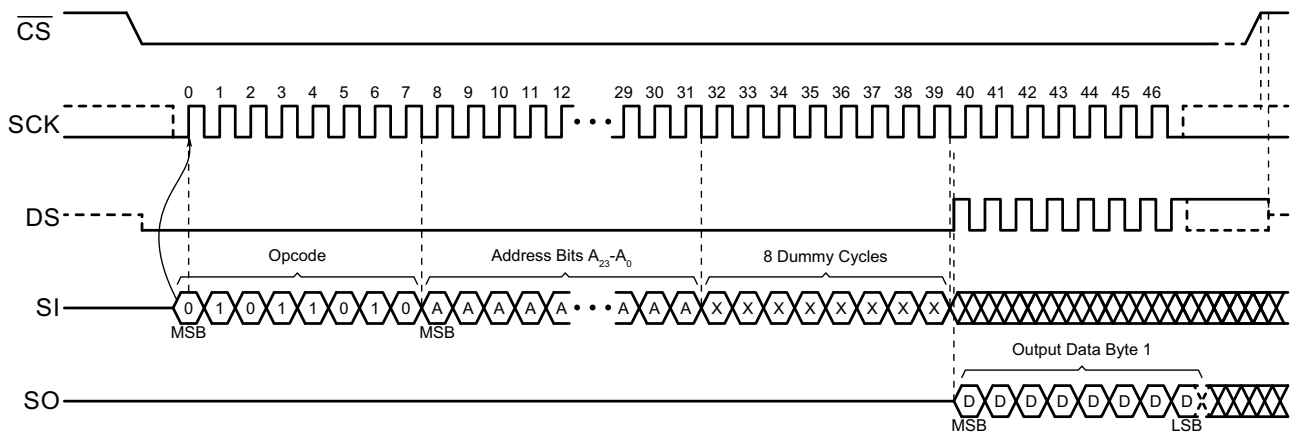 CS
0 1 2 3 4 5 6 7 8 9 10 11 12 29 30 31 32 33 34 35 36 37 38 39 40 41 42 43 44 45 46
SCK
DS
Opcode Address Bits A23-A0 8 Dummy Cycles
SI 0 1 0 1 1 0 1 0 A A A A A • • • A A A X X X X X X X X
MSB MSB
Output Data Byte 1
SO D D D D D D D D
MSB LSB